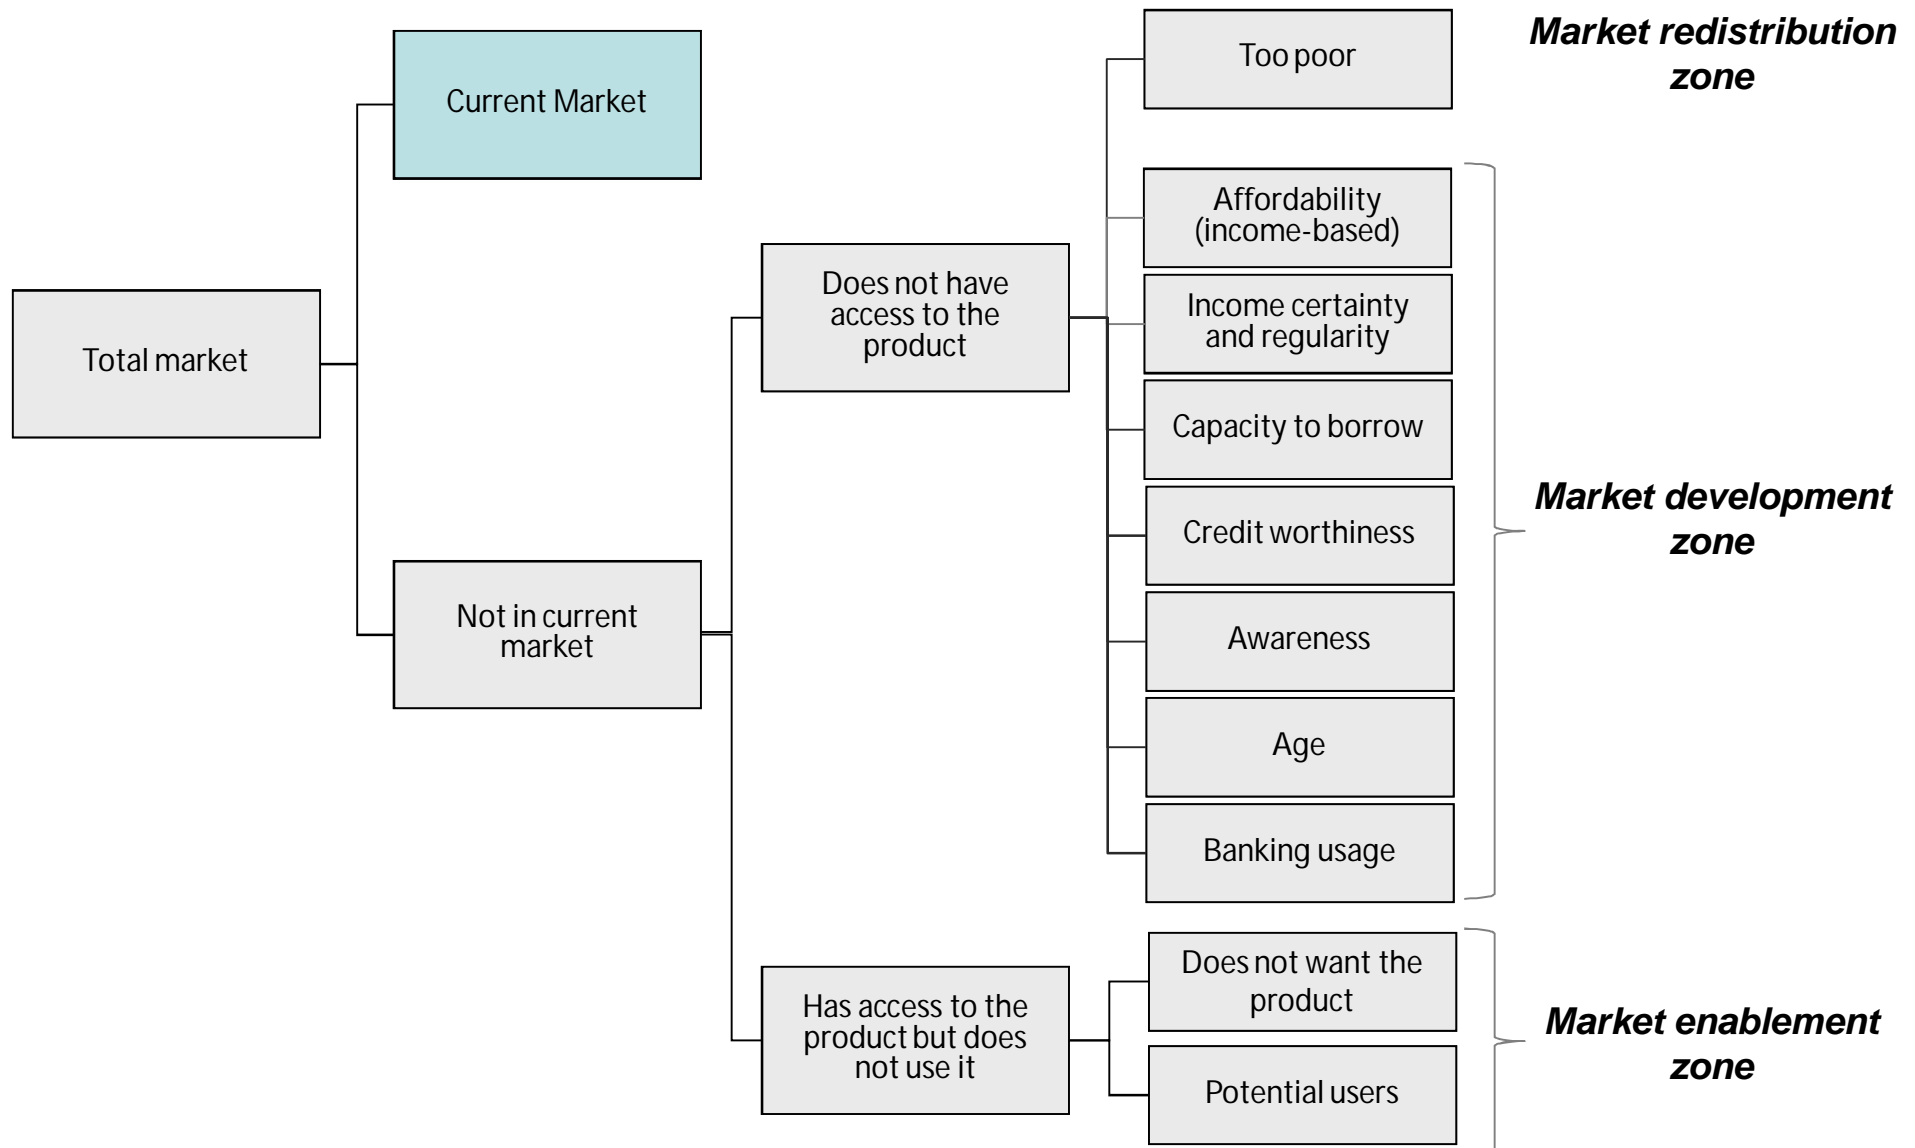 Total market
Current Market
Not in current
market
Does not have
access to the
product
Has access to the
product but does
not use it
Too poor
Affordability
(income-based)
Income certainty
and regularity
Capacity to borrow
Credit worthiness
Awareness
Age
Banking usage
Does not want the
product
Potential users
Market redistribution
zone
Market development
zone
Market enablement
zone